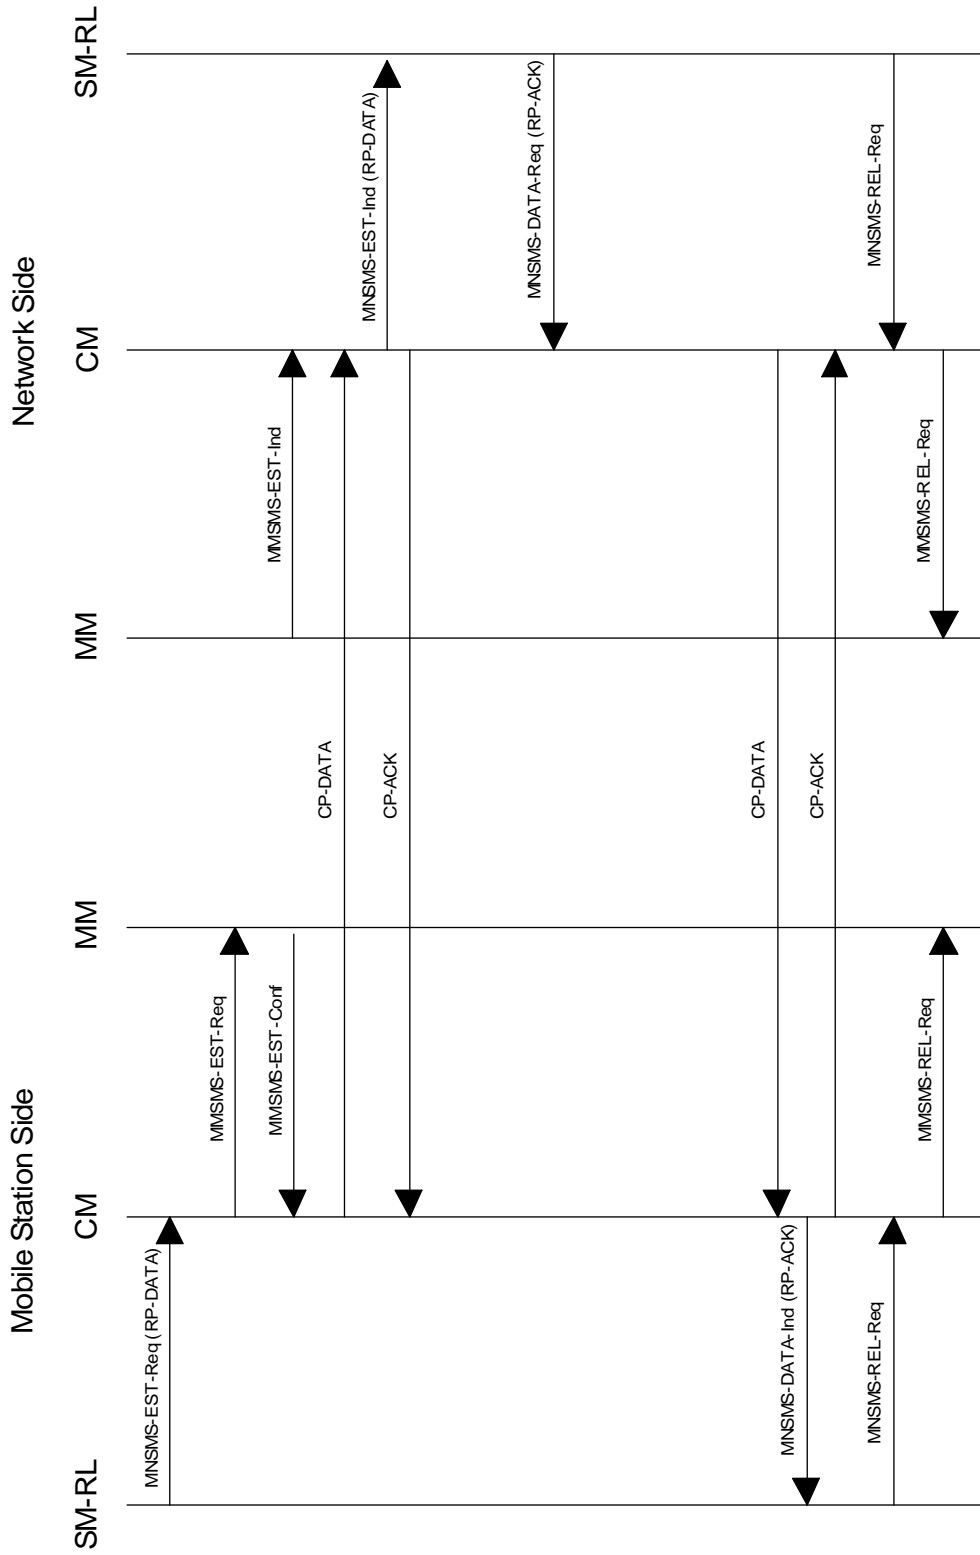 Mobile Station Side
Network Side
SM-RL
CM
MM
MM
CM
SM-RL
MNSMS-EST-Req (RP-DATA)
MMSMS-EST-Req
MMSMS-EST-Conf
MMSMS-EST-Ind
CP-DATA
MNSMS-EST-Ind (RP-DATA)
CP-ACK
MNSMS-DATA-Req (RP-ACK)
CP-DATA
MNSMS-DATA-Ind (RP-ACK)
CP-ACK
MNSMS-REL-Req
MNSMS-REL-Req
MMSMS-REL-Req
MMSMS-REL-Req